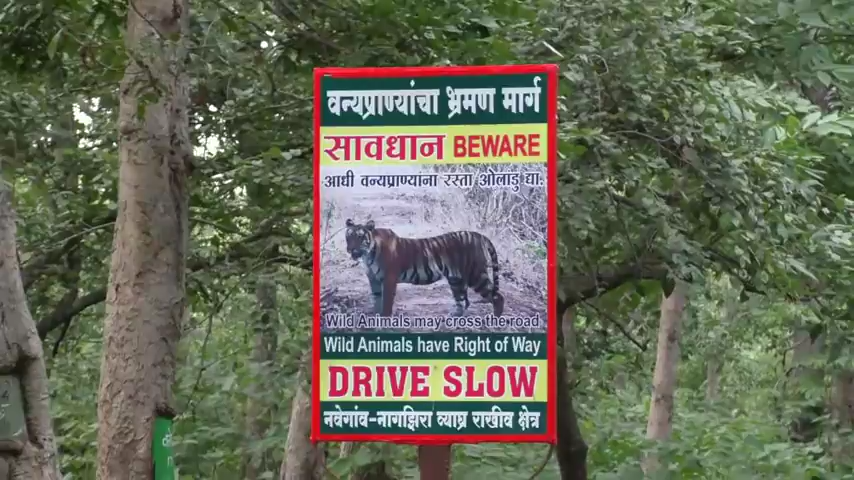 वन्यप्राण्यांचा भ्रमण मार्ग
सावधान BEWARE
आधी वन्यप्राण्यांना रस्ता ओलाडु द्या.
Wild Animals may cross the road
Wild Animals have Right of Way
DRIVE SLOW
नवेगांव-नागझिरा व्याघ्र राखीव क्षेत्र